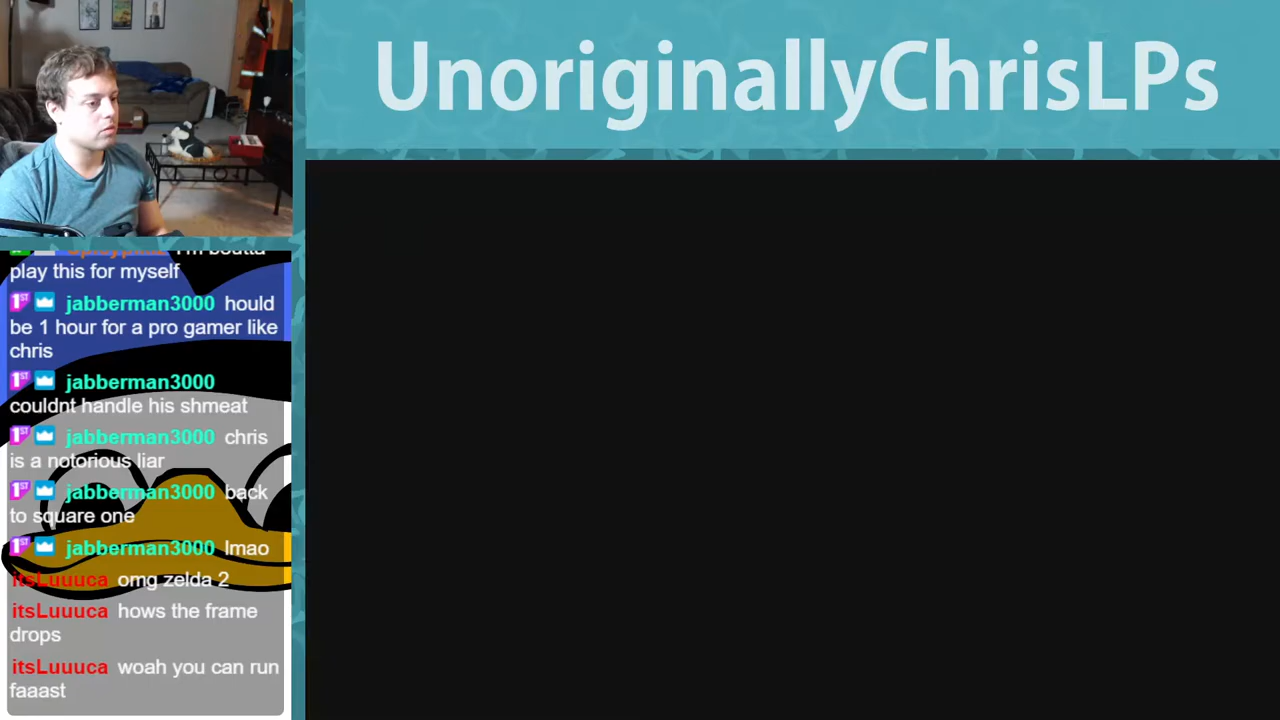 UnoriginallyChrisLPs
I'm boutta
play this for myself
jabberman3000 hould
be 1 hour for a pro gamer like
chris
jabberman3000
couldnt handle his shmeat
jabberman3000 chris
is a notorious liar
jabberman3000 back
to square one
jabberman3000 lmao
itsLuuuca omg zelda 2
itsLuuuca hows the frame
drops
itsLuuuca woah you can run
faaast